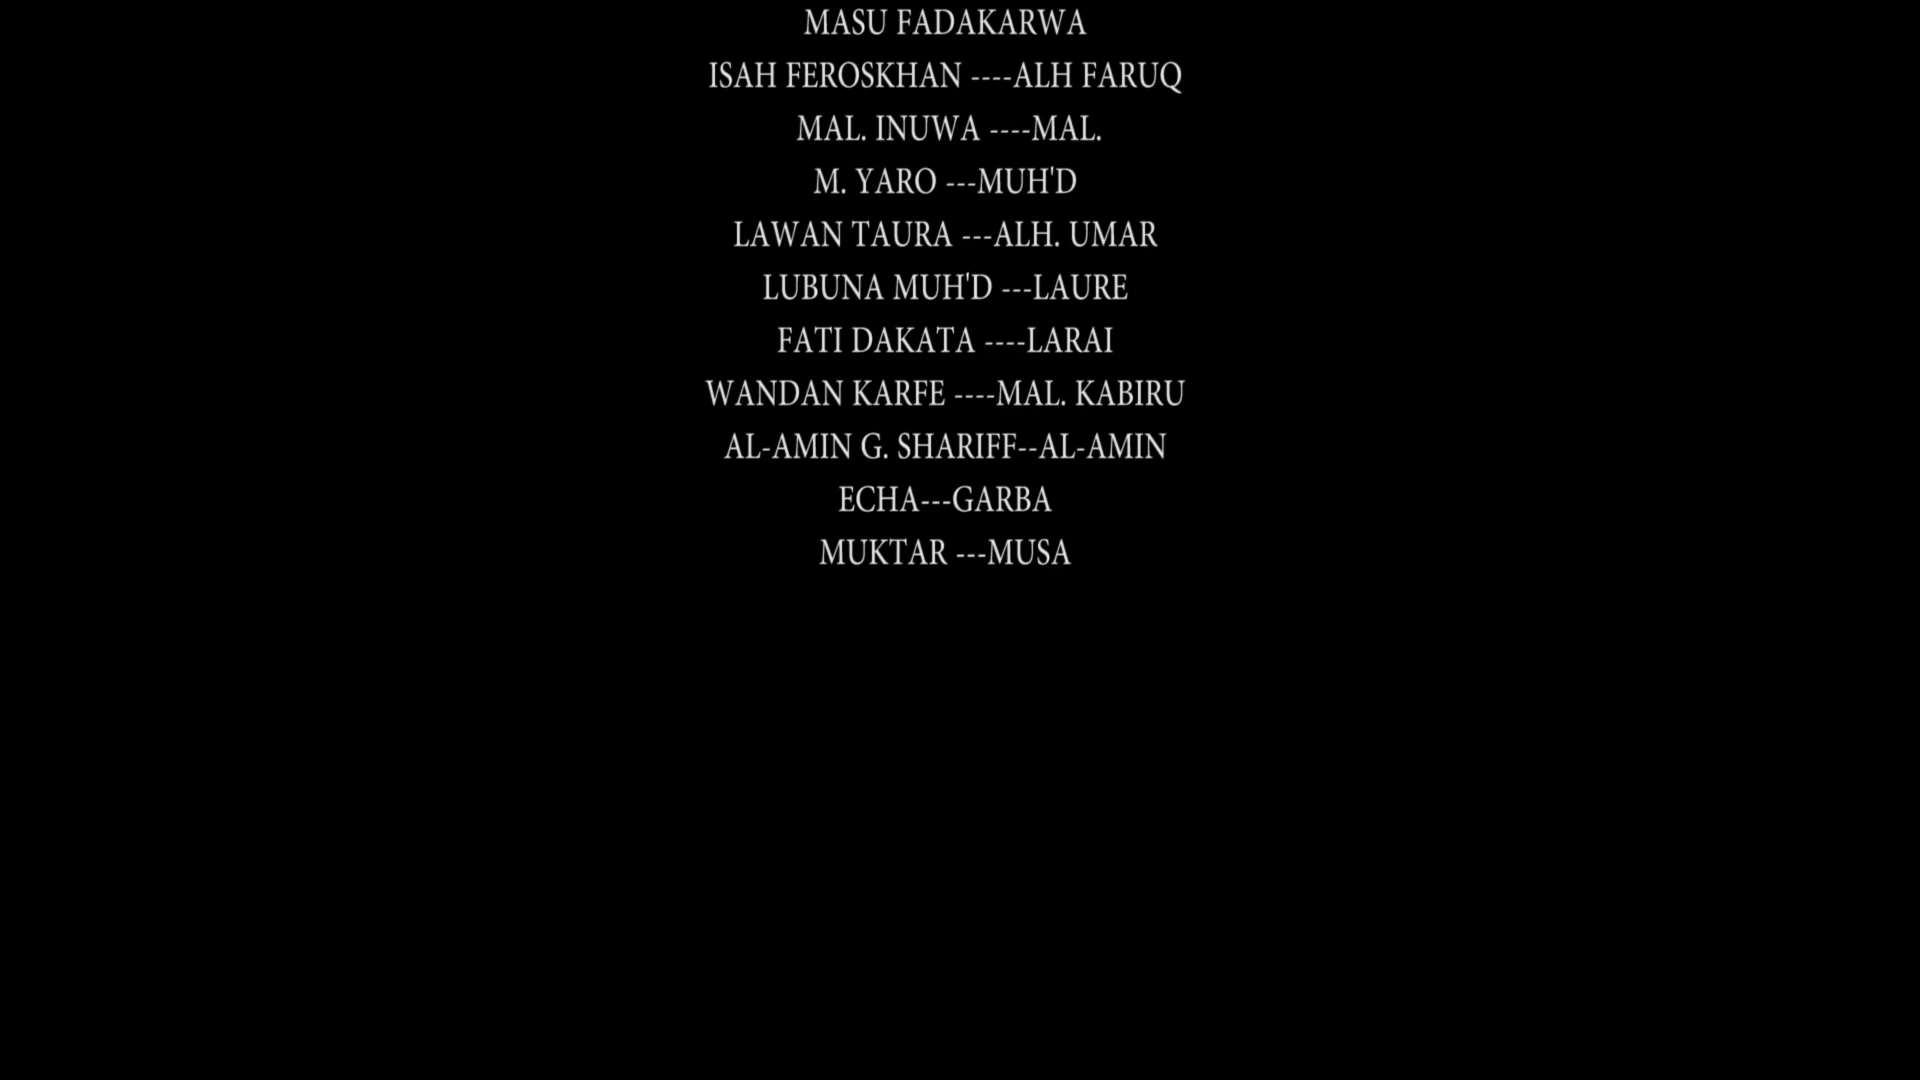 MASU FADAKARWA
ISAH FEROSKHAN ----ALH FARUQ
MAL. INUWA ----MAL.
M. YARO ---MUH'D
LAWAN TAURA ---ALH. UMAR
LUBUNA MUH'D ---LAURE
FATI DAKATA ----LARAI
WANDAN KARFE ----MAL. KABIRU
AL-AMIN G. SHARIFF--AL-AMIN
ECHA---GARBA
MUKTAR ---MUSA